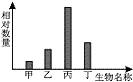 相对数量
甲 乙 丙 丁 生物名称